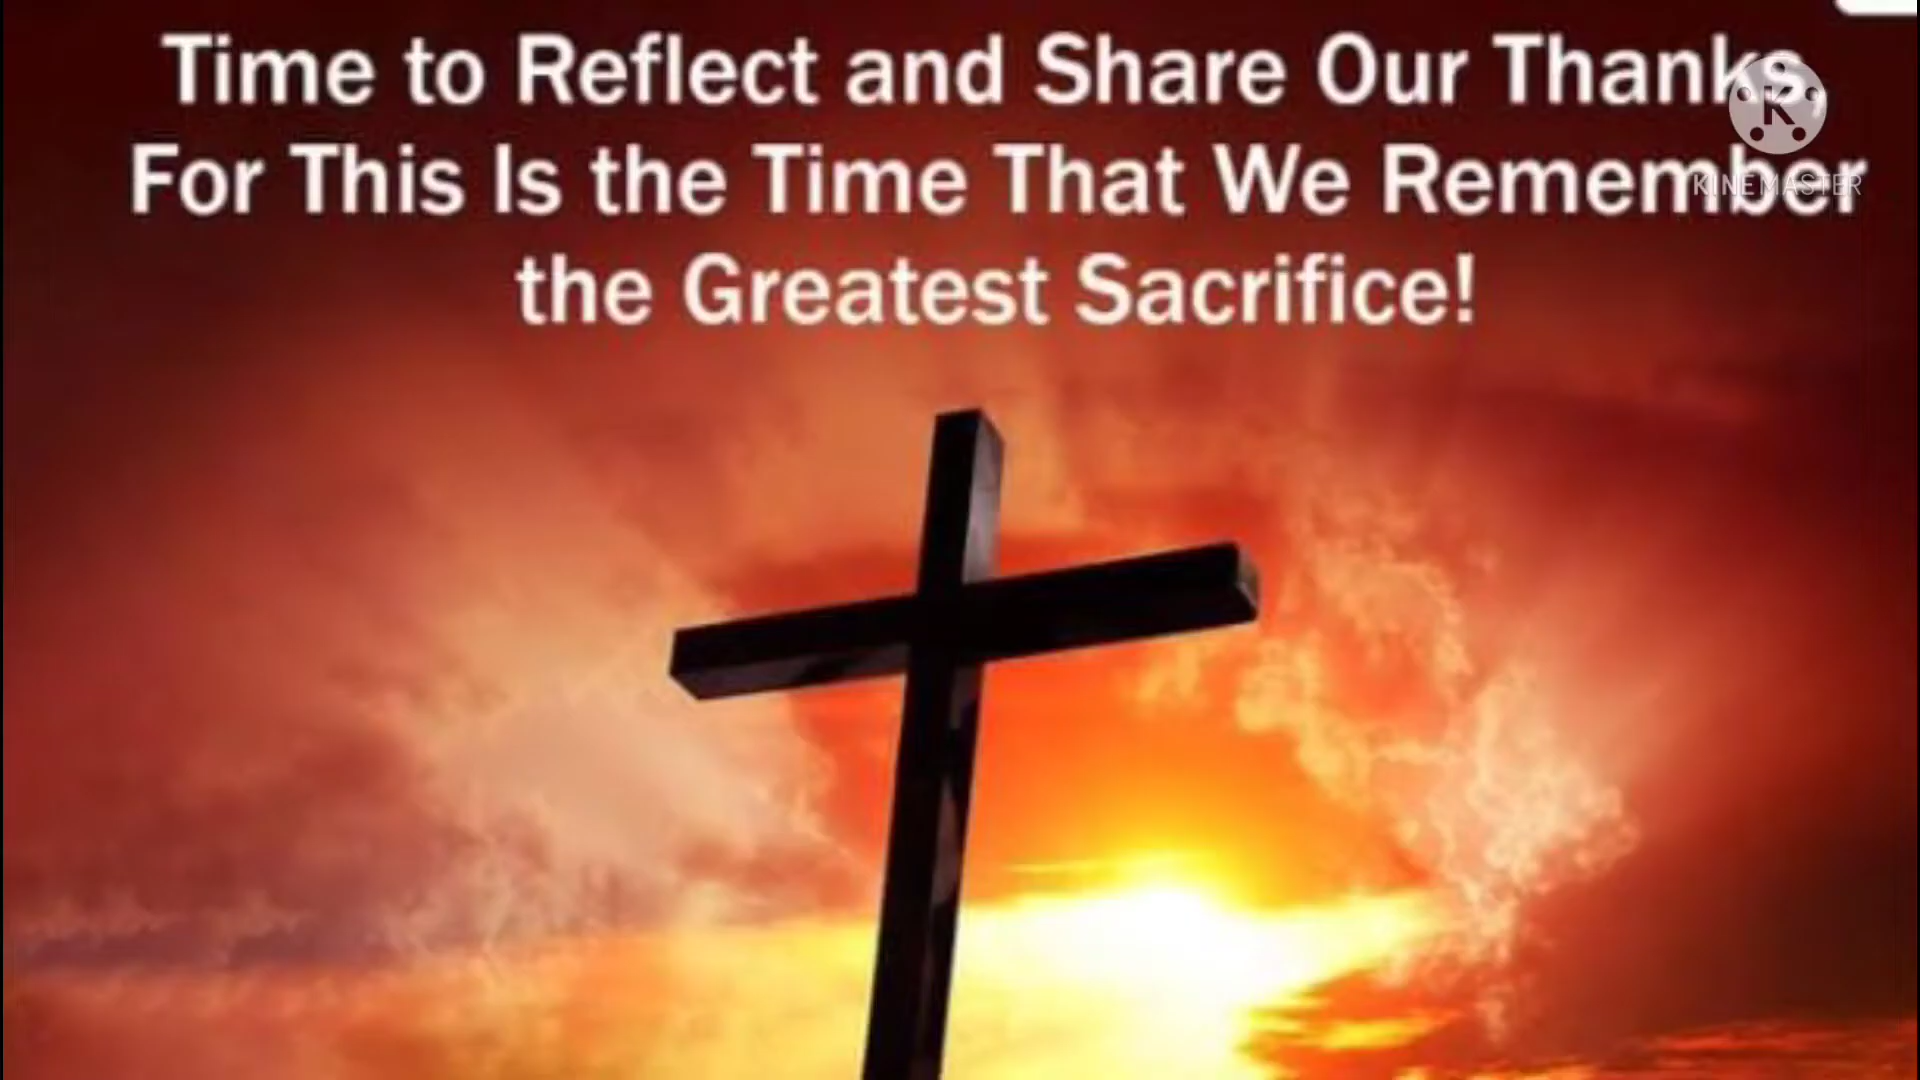 Time to Reflect and Share Our Thanks,
For This Is the Time That We Remember
the Greatest Sacrifice!
K
KINEMASTER